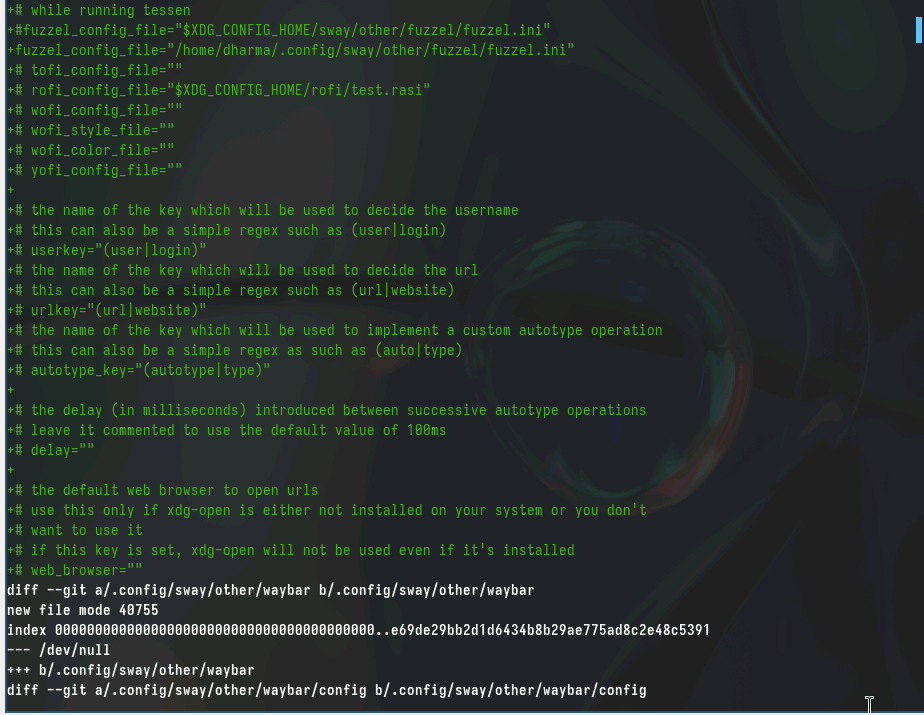 +# while running tessen
+#fuzzel_config_file="$XDG_CONFIG_HOME/sway/other/fuzzel/fuzzel.ini"
+fuzzel_config_file="/home/dharma/.config/sway/other/fuzzel/fuzzel.ini"
+# tofi_config_file=""
+# rofi_config_file="$XDG_CONFIG_HOME/rofi/test.rasi"
+# wofi_config_file=""
+# wofi_style_file=""
+# wofi_color_file=""
+# yofi_config_file=""
+
+# the name of the key which will be used to decide the username
+# this can also be a simple regex such as (user|login)
+# userkey="(user|login)"
+# the name of the key which will be used to decide the url
+# this can also be a simple regex such as (url|website)
+# urlkey="(url|website)"
+# the name of the key which will be used to implement a custom autotype operation
+# this can also be a simple regex as such as (auto|type)
+# autotype_key="(autotype|type)"
+
+# the delay (in milliseconds) introduced between successive autotype operations
+# leave it commented to use the default value of 100ms
+# delay=""
+
+# the default web browser to open urls
+# use this only if xdg-open is either not installed on your system or you don't
+# want to use it
+# if this key is set, xdg-open will not be used even if it's installed
+# web_browser=""
diff --git a/.config/sway/other/waybar b/.config/sway/other/waybar
new file mode 40755
index 0000000000000000000000000000000000000000..e69de29bb2d1d6434b8b29ae775ad8c2e48c5391
--- /dev/null
+++ b/.config/sway/other/waybar
diff --git a/.config/sway/other/waybar/config b/.config/sway/other/waybar/config